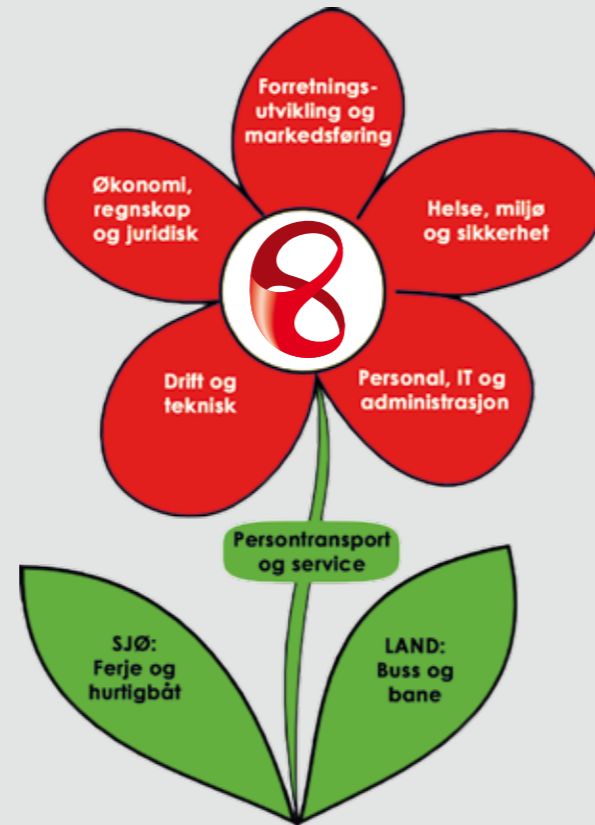 Forretnings-
utvikling og
markedsføring
Økonomi,
regnskap
og juridisk
Helse, miljø
og sikkerhet
Drift og
teknisk
Personal, IT og
administrasjon
Persontransport
og service
SJØ:
Ferje og
hurtigbåt
LAND:
Buss og
bane